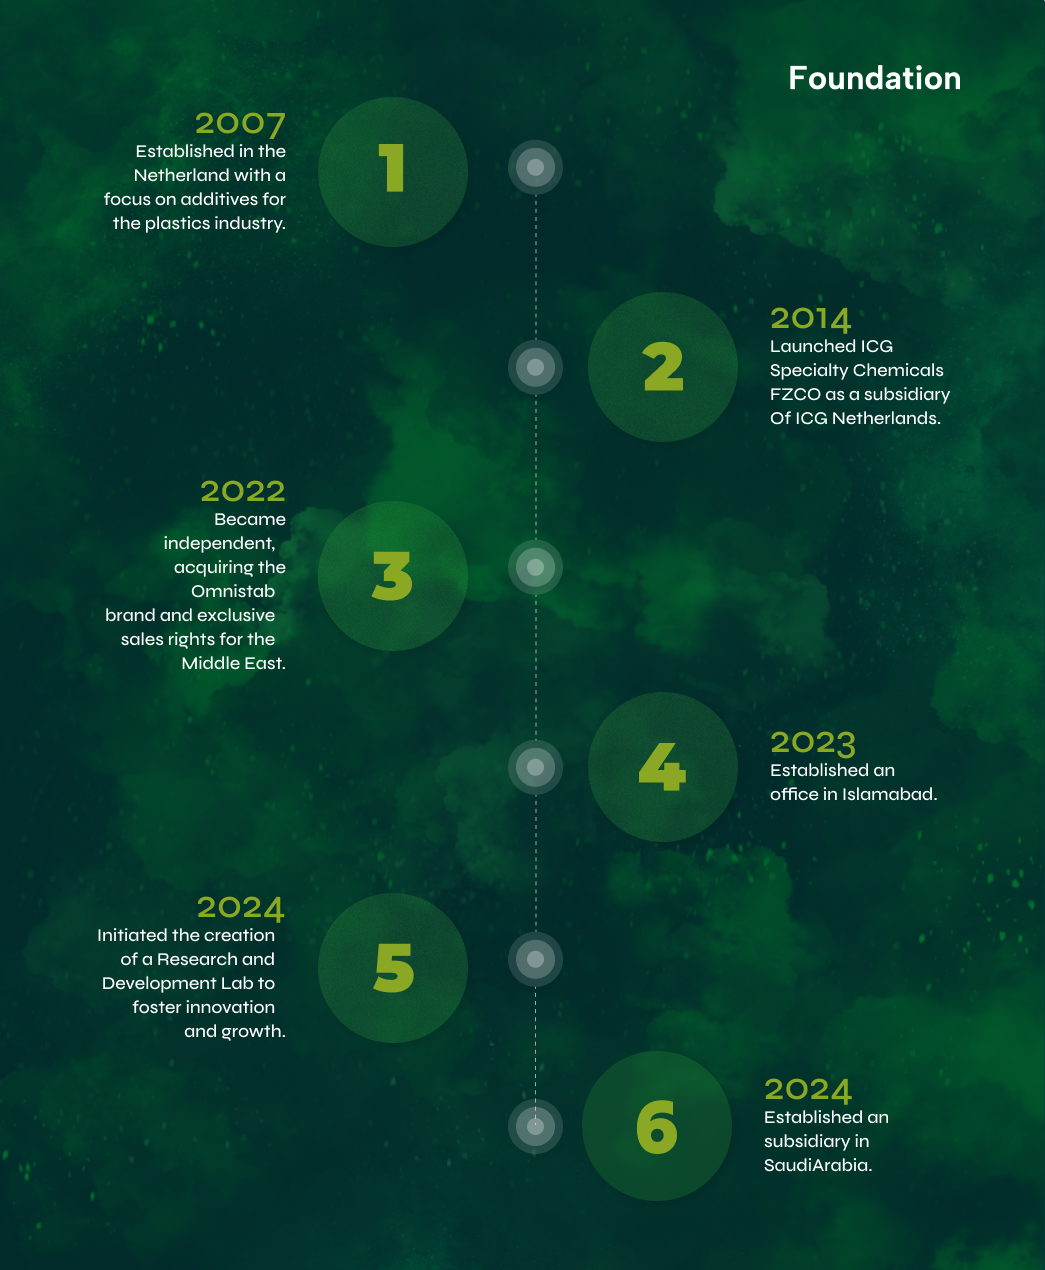 Foundation
1
2007
Established in the
Netherland with a
focus on additives for
the plastics industry.
2
2014
Launched ICG
Specialty Chemicals
FZCO as a subsidiary
Of ICG Netherlands.
3
2022
Became
independent,
acquiring the
Omnistab
brand and exclusive
sales rights for the
Middle East.
4
2023
Established an
office in Islamabad.
5
2024
Initiated the creation
of a Research and
Development Lab to
foster innovation
and growth.
6
2024
Established an
subsidiary in
SaudiArabia.